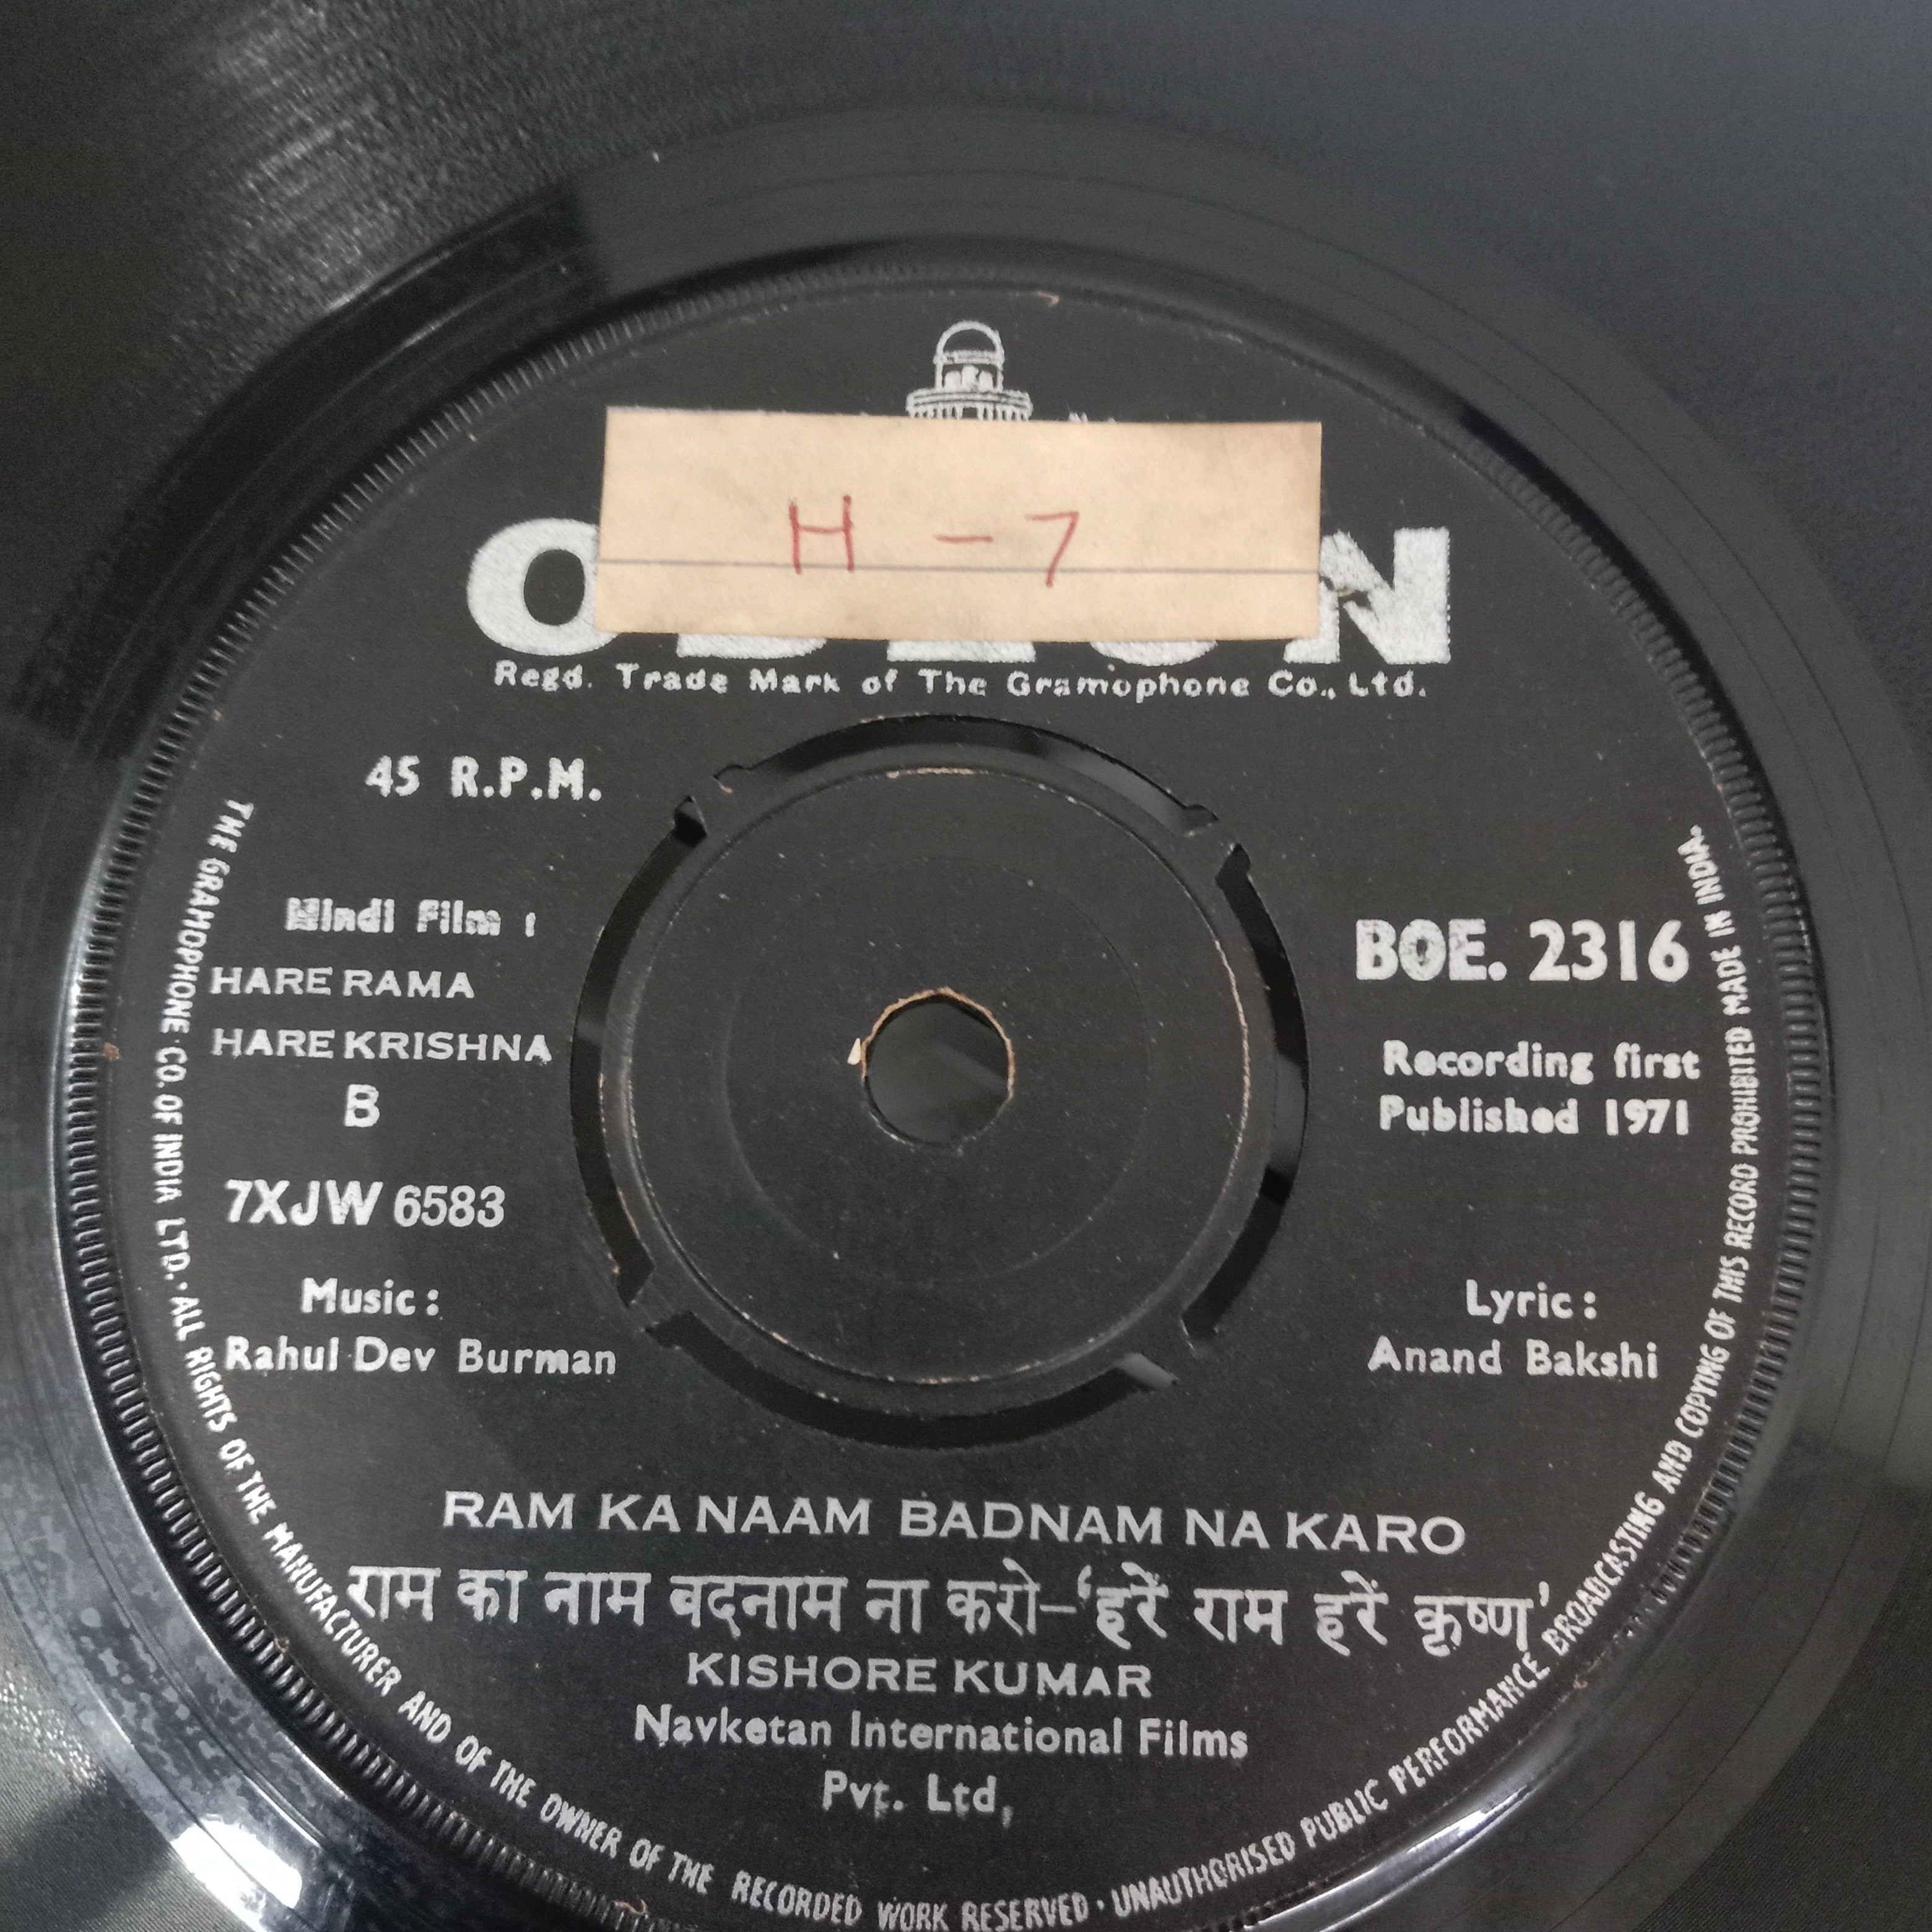 H - 7
Regd. Trade Mark of The Gramophone Co., Ltd.
45 R.P.M.
Hindi Film :
HARE RAMA
HARE KRISHNA
B
7XJW 6583
Music :
Rahul Dev Burman
BOE. 2316
Recording first
Published 1971
Lyric :
Anand Bakshi
RAM KA NAAM BADNAM NA KARO
राम का नाम बदनाम ना करो–‘हरें राम हरें कृष्ण’
KISHORE KUMAR
Navketan International Films
Pvt. Ltd,
THE GRAMOPHONE CO. OF INDIA LTD. · ALL RIGHTS OF THE MANUFACTURER AND OF THE OWNER OF THE RECORDED WORK RESERVED · UNAUTHORISED PUBLIC PERFORMANCE BROADCASTING AND COPYING OF THIS RECORD PROHIBITED MADE IN INDIA.